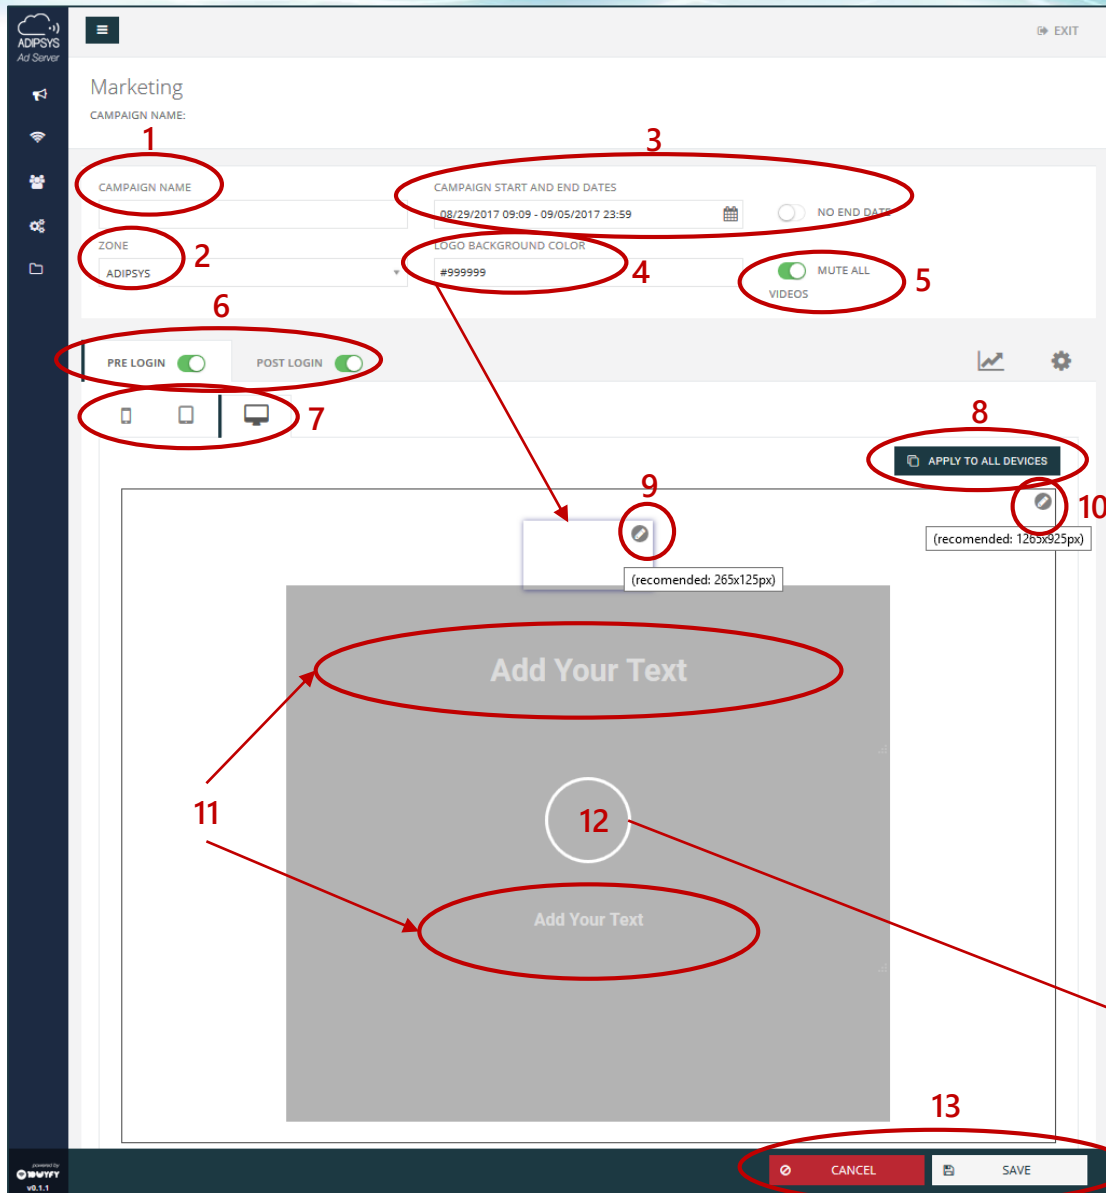 ADIPSYS
Ad Server
EXIT
Marketing
CAMPAIGN NAME:
1
3
CAMPAIGN NAME
CAMPAIGN START AND END DATES
08/29/2017 09:09 - 09/05/2017 23:59
NO END DATE
ZONE
2
LOGO BACKGROUND COLOR
ADIPSYS
#999999
4
MUTE ALL
VIDEOS
5
6
PRE LOGIN
POST LOGIN
7
8
APPLY TO ALL DEVICES
9
10
(recomended: 1265x925px)
(recomended: 265x125px)
Add Your Text
11
12
Add Your Text
13
CANCEL
SAVE
powered by
v0.1.1